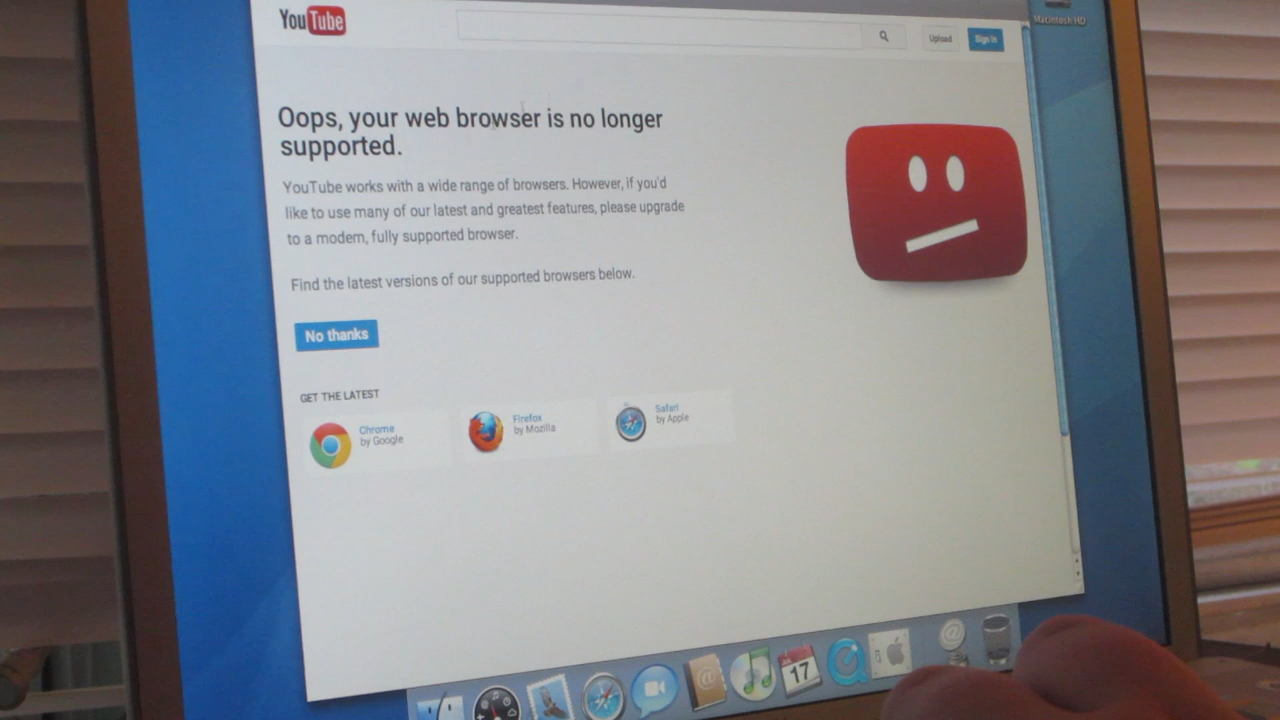 YouTube
Upload
Sign In
Macintosh HD
Oops, your web browser is no longer
supported.
YouTube works with a wide range of browsers. However, if you'd
like to use many of our latest and greatest features, please upgrade
to a modern, fully supported browser.
Find the latest versions of our supported browsers below.
No thanks
GET THE LATEST
Chrome
by Google
Firefox
by Mozilla
Safari
by Apple
17